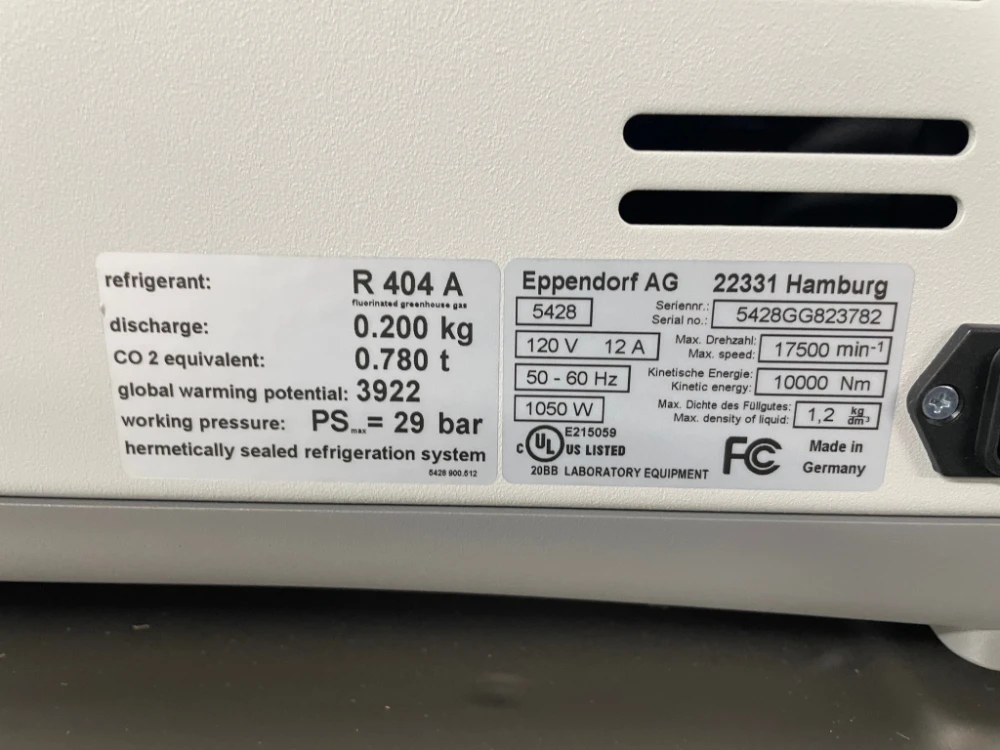 refrigerant: R 404 A
fluorinated greenhouse gas
discharge: 0.200 kg
CO 2 equivalent: 0.780 t
global warming potential: 3922
working pressure: PSmax = 29 bar
hermetically sealed refrigeration system
5428 900.512
Eppendorf AG 22331 Hamburg
5428
Seriennr.:
Serial no.: 5428GG823782
120 V 12 A
Max. Drehzahl:
Max. speed: 17500 min-1
50 - 60 Hz
Kinetische Energie:
Kinetic energy: 10000 Nm
1050 W
Max. Dichte des Füllgutes:
Max. density of liquid: 1,2 kg/dm³
E215059
C UL US LISTED
20BB LABORATORY EQUIPMENT
FC
Made in
Germany